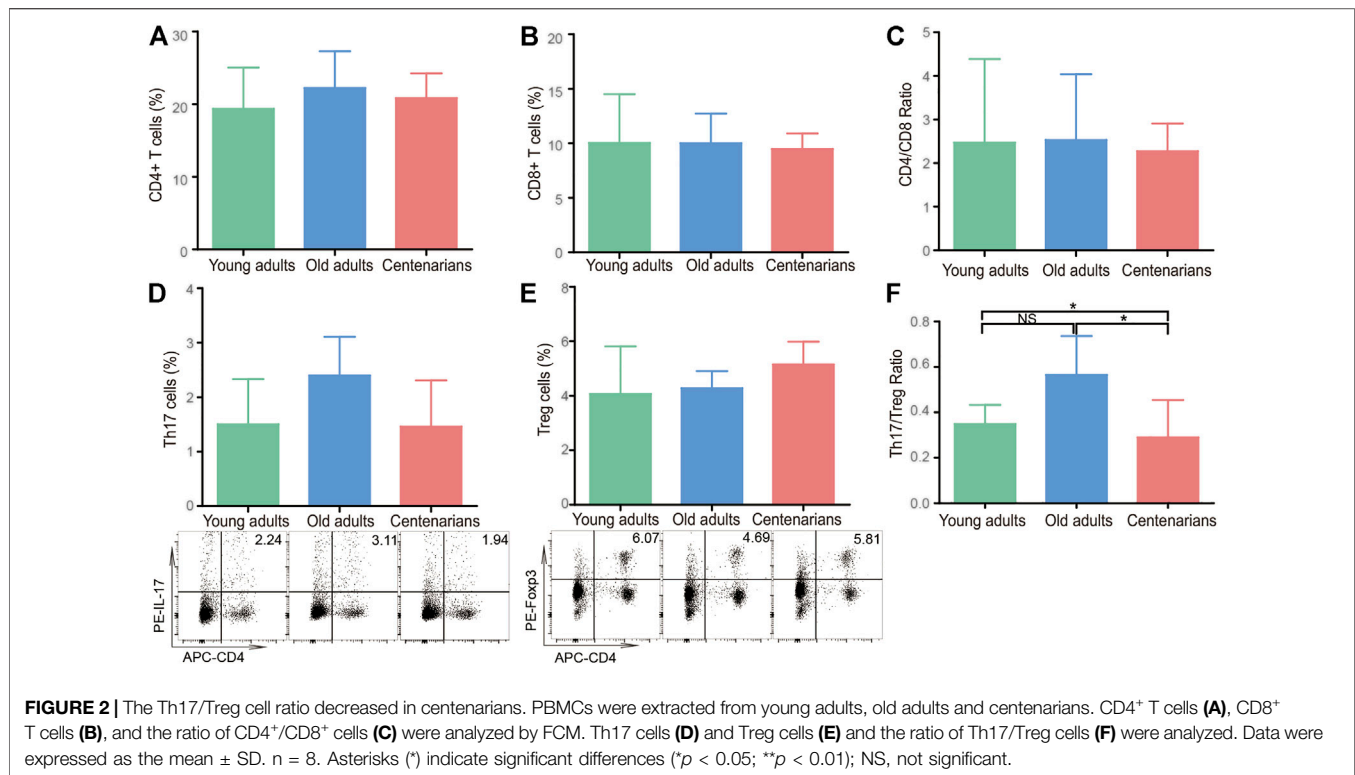 A
30
20
10
0
CD4+ T cells (%)
Young adults Old adults Centenarians
B
20
15
10
5
0
CD8+ T cells (%)
Young adults Old adults Centenarians
C
5
4
3
2
1
0
CD4/CD8 Ratio
Young adults Old adults Centenarians
D
4
3
2
1
0
Th17 cells (%)
Young adults Old adults Centenarians
2.24 3.11 1.94
PE-IL-17
APC-CD4
E
8
6
4
2
0
Treg cells (%)
Young adults Old adults Centenarians
6.07 4.69 5.81
PE-Foxp3
APC-CD4
F
*
NS *
0.8
0.6
0.4
0.2
0.0
Th17/Treg Ratio
Young adults Old adults Centenarians
FIGURE 2 | The Th17/Treg cell ratio decreased in centenarians. PBMCs were extracted from young adults, old adults and centenarians. CD4⁺ T cells (A), CD8⁺
T cells (B), and the ratio of CD4⁺/CD8⁺ cells (C) were analyzed by FCM. Th17 cells (D) and Treg cells (E) and the ratio of Th17/Treg cells (F) were analyzed. Data were
expressed as the mean ± SD. n = 8. Asterisks (*) indicate significant differences (*p < 0.05; **p < 0.01); NS, not significant.